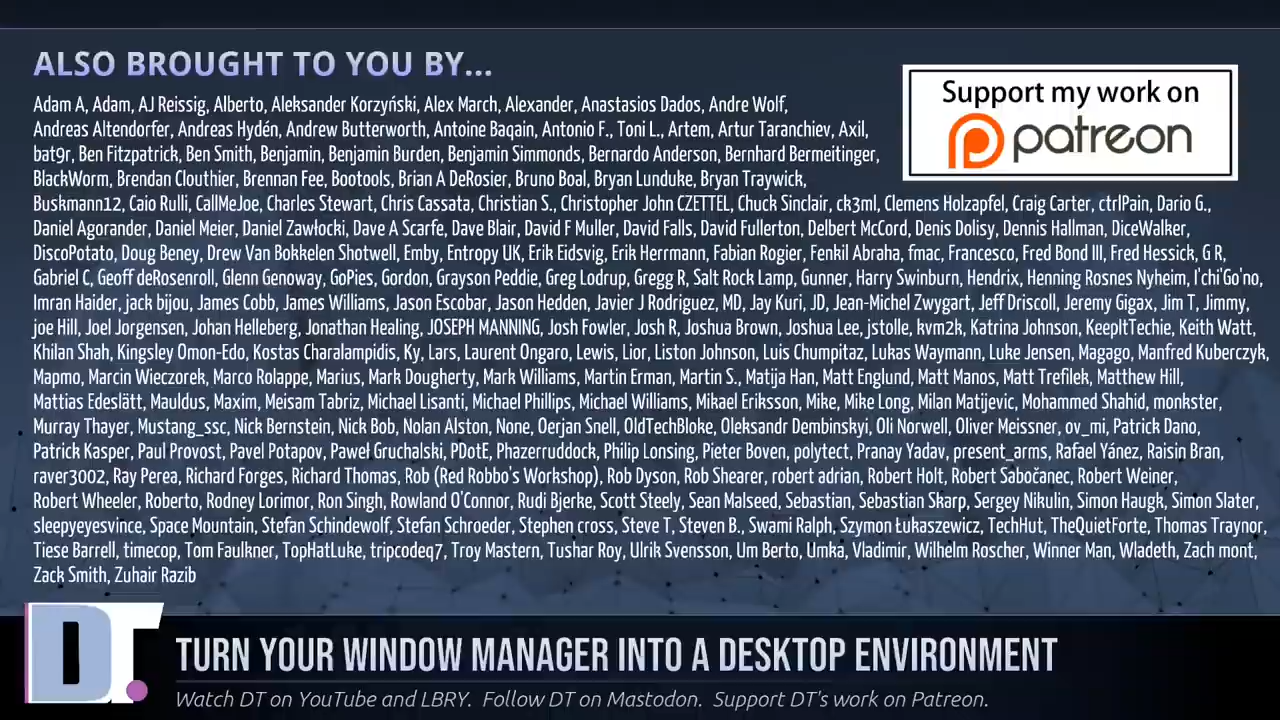 ALSO BROUGHT TO YOU BY...
Support my work on
patreon
Adam A, Adam, AJ Reissig, Alberto, Aleksander Korzyński, Alex March, Alexander, Anastasios Dados, Andre Wolf,
Andreas Altendorfer, Andreas Hydén, Andrew Butterworth, Antoine Baqain, Antonio F., Toni L., Artem, Artur Taranchiev, Axil,
bat9r, Ben Fitzpatrick, Ben Smith, Benjamin, Benjamin Burden, Benjamin Simmonds, Bernardo Anderson, Bernhard Bermeitinger,
BlackWorm, Brendan Clouthier, Brennan Fee, Bootools, Brian A DeRosier, Bruno Boal, Bryan Lunduke, Bryan Traywick,
Buskmann12, Caio Rulli, CallMeJoe, Charles Stewart, Chris Cassata, Christian S., Christopher John CZETTEL, Chuck Sinclair, ck3ml, Clemens Holzapfel, Craig Carter, ctrlPain, Dario G.,
Daniel Agorander, Daniel Meier, Daniel Zawłocki, Dave A Scarfe, Dave Blair, David F Muller, David Falls, David Fullerton, Delbert McCord, Denis Dolisy, Dennis Hallman, DiceWalker,
DiscoPotato, Doug Beney, Drew Van Bokkelen Shotwell, Emby, Entropy UK, Erik Eidsvig, Erik Herrmann, Fabian Rogier, Fenkil Abraha, fmac, Francesco, Fred Bond III, Fred Hessick, G R,
Gabriel C, Geoff deRosenroll, Glenn Genoway, GoPies, Gordon, Grayson Peddie, Greg Lodrup, Gregg R, Salt Rock Lamp, Gunner, Harry Swinburn, Hendrix, Henning Rosnes Nyheim, I'chi'Go'no,
Imran Haider, jack bijou, James Cobb, James Williams, Jason Escobar, Jason Hedden, Javier J Rodriguez, MD, Jay Kuri, JD, Jean-Michel Zwygart, Jeff Driscoll, Jeremy Gigax, Jim T, Jimmy,
joe Hill, Joel Jorgensen, Johan Helleberg, Jonathan Healing, JOSEPH MANNING, Josh Fowler, Josh R, Joshua Brown, Joshua Lee, jstolle, kvm2k, Katrina Johnson, KeepItTechie, Keith Watt,
Khilan Shah, Kingsley Omon-Edo, Kostas Charalampidis, Ky, Lars, Laurent Ongaro, Lewis, Lior, Liston Johnson, Luis Chumpitaz, Lukas Waymann, Luke Jensen, Magago, Manfred Kuberczyk,
Mapmo, Marcin Wieczorek, Marco Rolappe, Marius, Mark Dougherty, Mark Williams, Martin Erman, Martin S., Matija Han, Matt Englund, Matt Manos, Matt Trefilek, Matthew Hill,
Mattias Edeslätt, Mauldus, Maxim, Meisam Tabriz, Michael Lisanti, Michael Phillips, Michael Williams, Mikael Eriksson, Mike, Mike Long, Milan Matijevic, Mohammed Shahid, monkster,
Murray Thayer, Mustang_ssc, Nick Bernstein, Nick Bob, Nolan Alston, None, Oerjan Snell, OldTechBloke, Oleksandr Dembinskyi, Oli Norwell, Oliver Meissner, ov_mi, Patrick Dano,
Patrick Kasper, Paul Provost, Pavel Potapov, Paweł Gruchalski, PDotE, Phazerruddock, Philip Lonsing, Pieter Boven, polytect, Pranay Yadav, present_arms, Rafael Yánez, Raisin Bran,
raver3002, Ray Perea, Richard Forges, Richard Thomas, Rob (Red Robbo's Workshop), Rob Dyson, Rob Shearer, robert adrian, Robert Holt, Robert Sabočanec, Robert Weiner,
Robert Wheeler, Roberto, Rodney Lorimor, Ron Singh, Rowland O'Connor, Rudi Bjerke, Scott Steely, Sean Malseed, Sebastian, Sebastian Skarp, Sergey Nikulin, Simon Haugk, Simon Slater,
sleepyeyesvince, Space Mountain, Stefan Schindewolf, Stefan Schroeder, Stephen cross, Steve T, Steven B., Swami Ralph, Szymon Łukaszewicz, TechHut, TheQuietForte, Thomas Traynor,
Tiese Barrell, timecop, Tom Faulkner, TopHatLuke, tripcodeq7, Troy Mastern, Tushar Roy, Ulrik Svensson, Um Berto, Umka, Vladimir, Wilhelm Roscher, Winner Man, Wladeth, Zach mont,
Zack Smith, Zuhair Razib
DT.
TURN YOUR WINDOW MANAGER INTO A DESKTOP ENVIRONMENT
Watch DT on YouTube and LBRY. Follow DT on Mastodon. Support DT's work on Patreon.